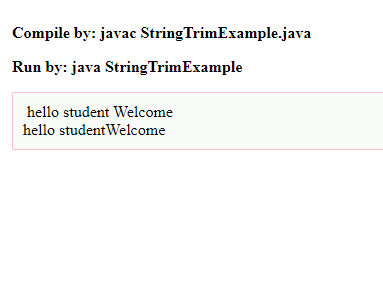 Compile by: javac StringTrimExample.java
Run by: java StringTrimExample
hello student Welcome
hello studentWelcome